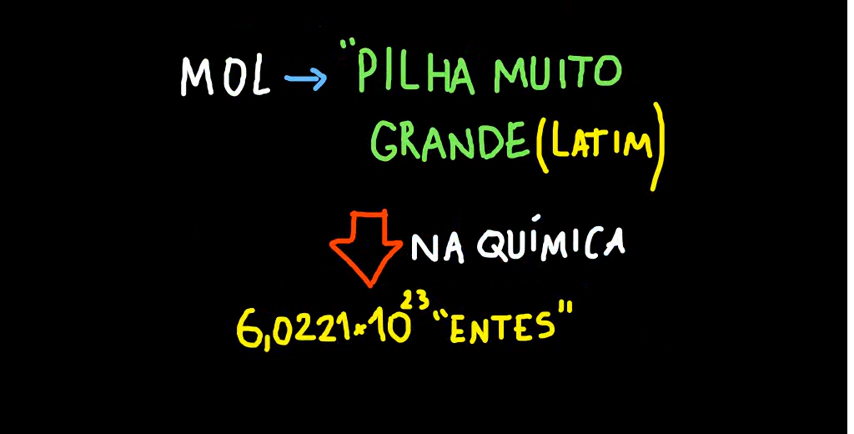 MOL → "PILHA MUITO
GRANDE (LATIM)
NA QUÍMICA
6,0221×10²³ "ENTES"